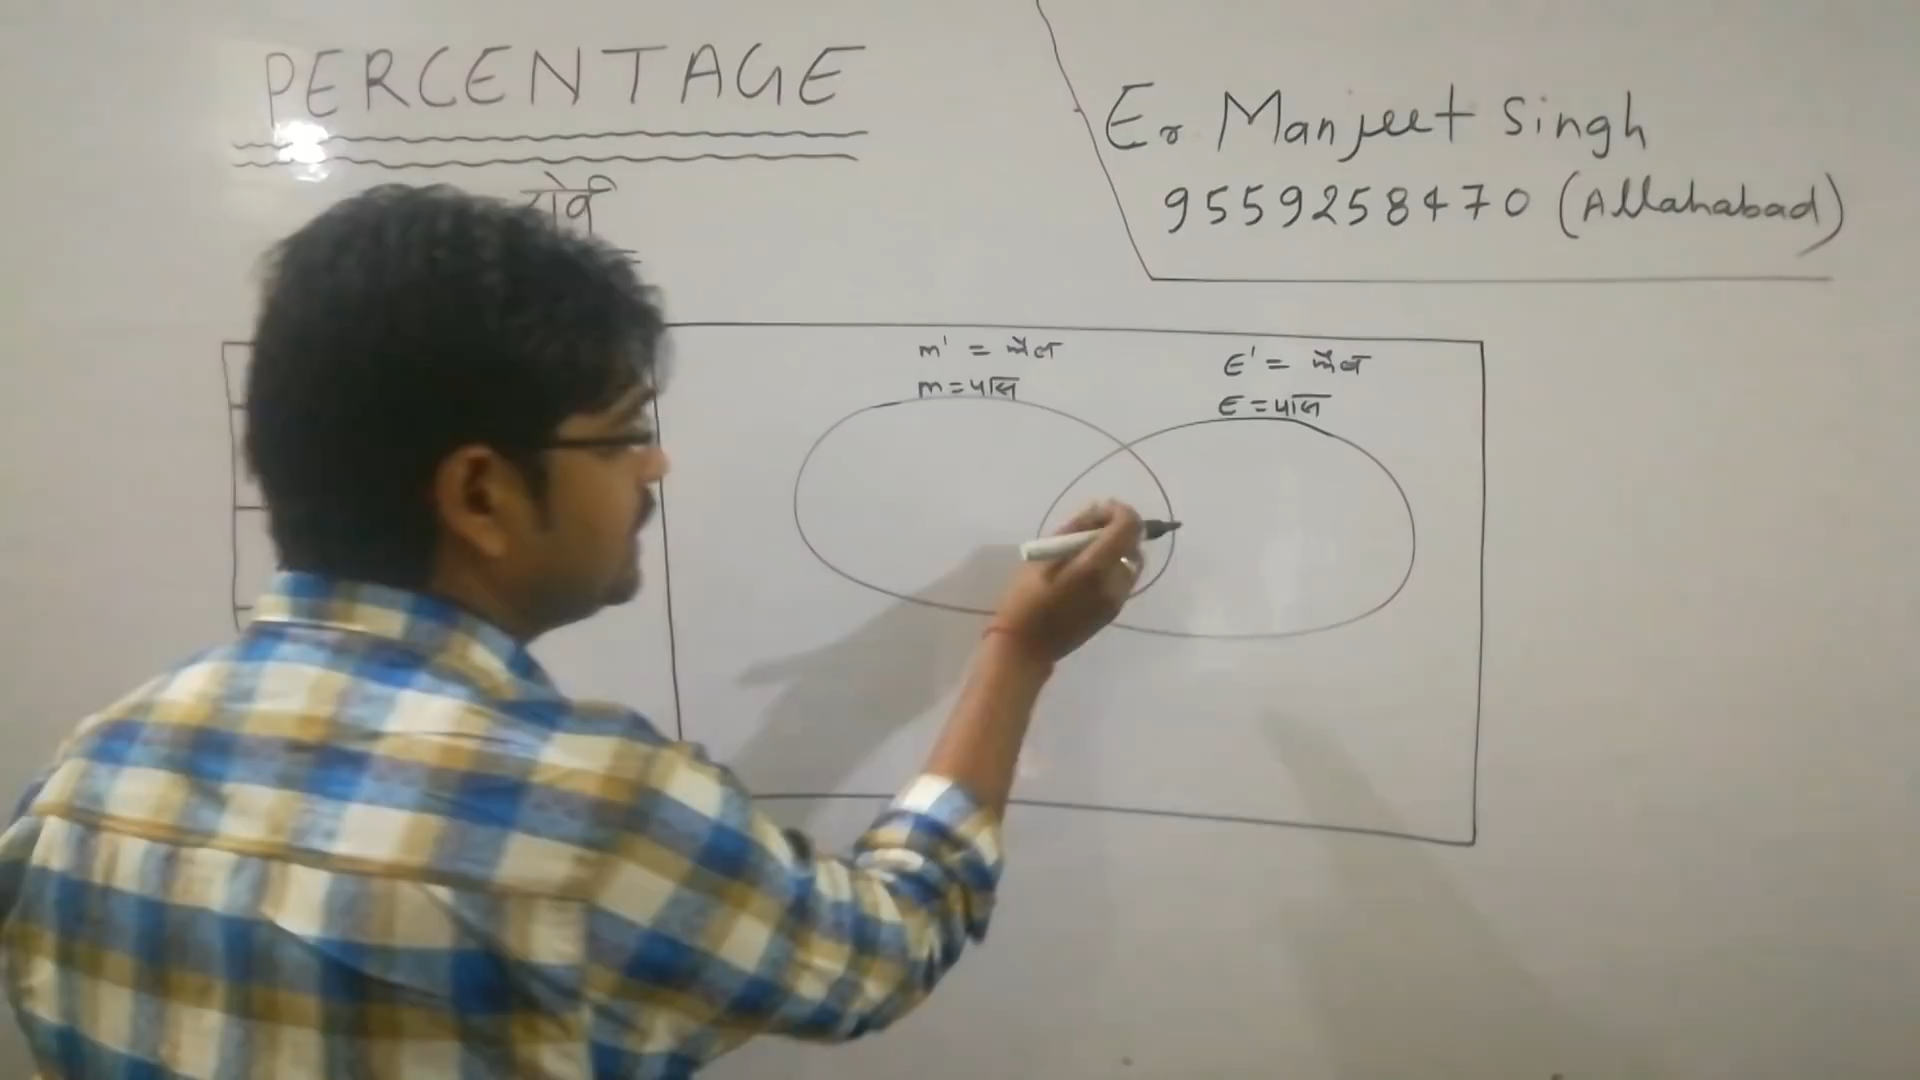 PERCENTAGE
Er Manjeet Singh
9559258470 (Allahabad)
m' = फैल
m = पास
E' = फैल
E = पास